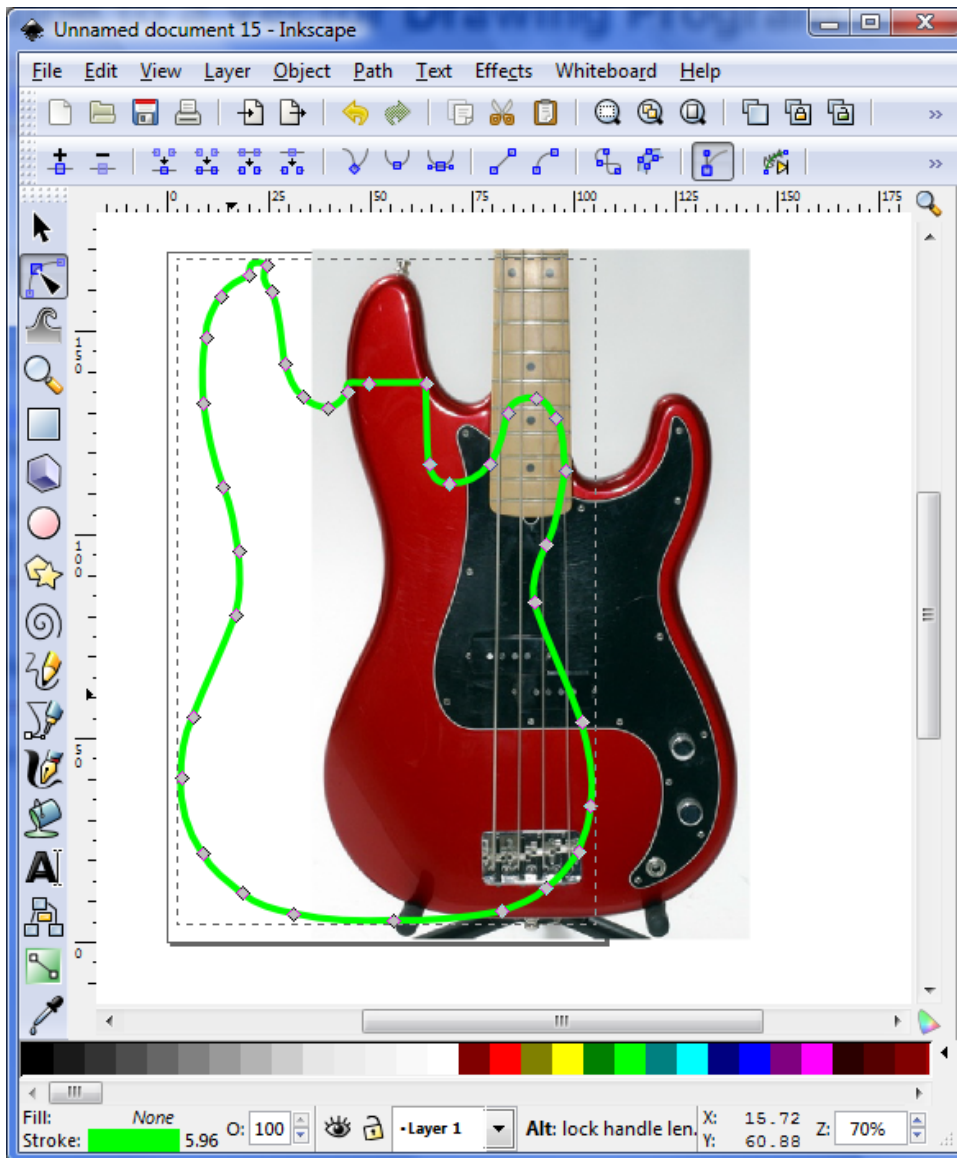 Drawing Program
Unnamed document 15 - Inkscape
File Edit View Layer Object Path Text Effects Whiteboard Help
0 25 50 75 100 125 150 175
150
100
50
0
Fill: None
Stroke: 5.96
O: 100
•Layer 1
Alt: lock handle len.
X: 15.72
Y: 60.88
Z: 70%